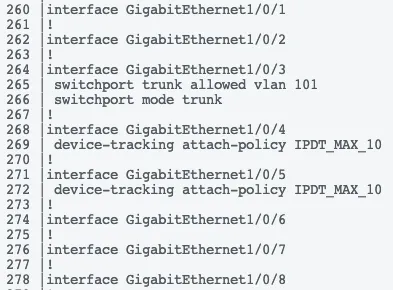 260 |interface GigabitEthernet1/0/1
261 |!
262 |interface GigabitEthernet1/0/2
263 |!
264 |interface GigabitEthernet1/0/3
265 | switchport trunk allowed vlan 101
266 | switchport mode trunk
267 |!
268 |interface GigabitEthernet1/0/4
269 | device-tracking attach-policy IPDT_MAX_10
270 |!
271 |interface GigabitEthernet1/0/5
272 | device-tracking attach-policy IPDT_MAX_10
273 |!
274 |interface GigabitEthernet1/0/6
275 |!
276 |interface GigabitEthernet1/0/7
277 |!
278 |interface GigabitEthernet1/0/8